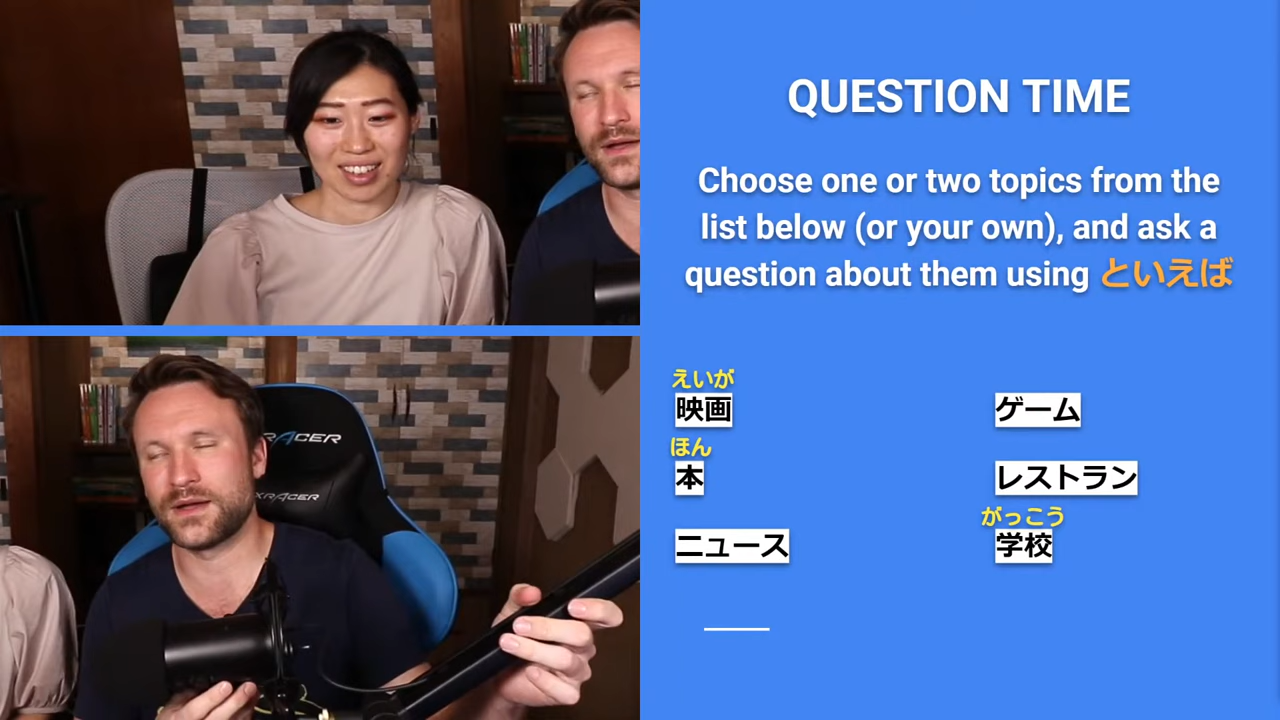 QUESTION TIME
Choose one or two topics from the
list below (or your own), and ask a
question about them using といえば
えいが
映画
ゲーム
ほん
本
レストラン
がっこう
ニュース
学校
RACER
XRACER